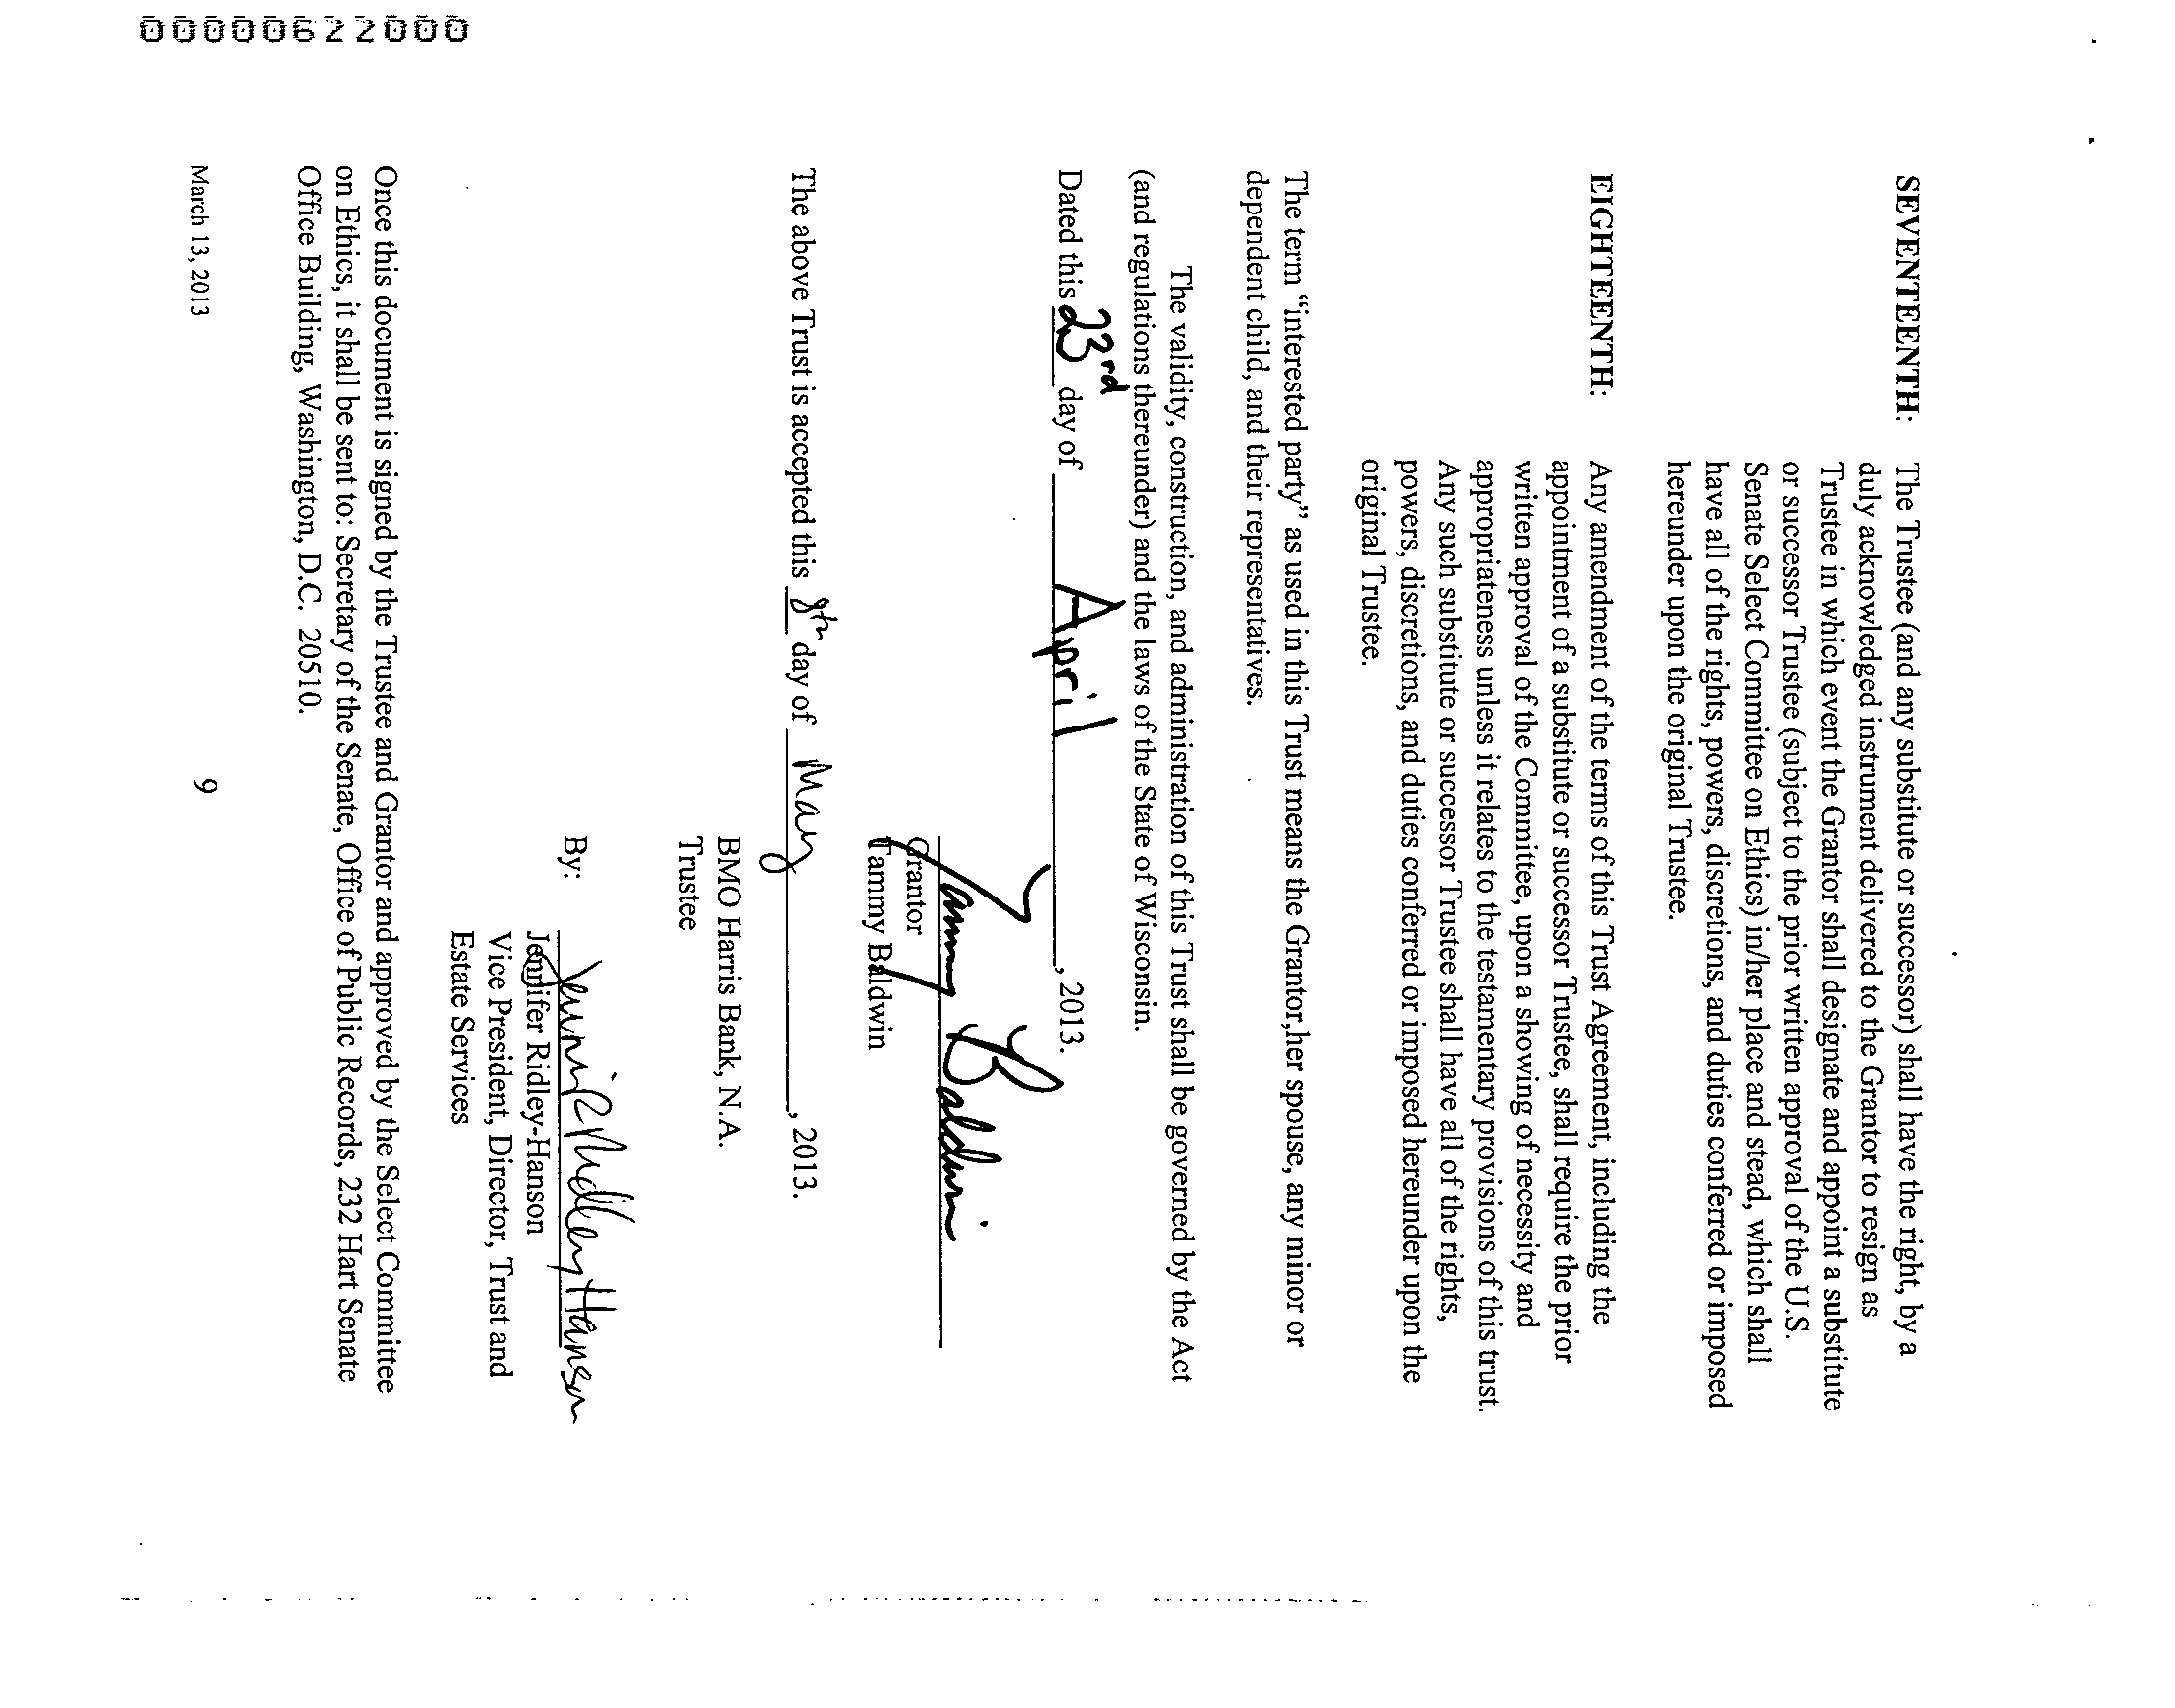 SEVENTEENTH: The Trustee (and any substitute or successor) shall have the right, by a
duly acknowledged instrument delivered to the Grantor to resign as
Trustee in which event the Grantor shall designate and appoint a substitute
or successor Trustee (subject to the prior written approval of the U.S.
Senate Select Committee on Ethics) in/her place and stead, which shall
have all of the rights, powers, discretions, and duties conferred or imposed
hereunder upon the original Trustee.
EIGHTEENTH: Any amendment of the terms of this Trust Agreement, including the
appointment of a substitute or successor Trustee, shall require the prior
written approval of the Committee, upon a showing of necessity and
appropriateness unless it relates to the testamentary provisions of this trust.
Any such substitute or successor Trustee shall have all of the rights,
powers, discretions, and duties conferred or imposed hereunder upon the
original Trustee.
The term “interested party” as used in this Trust means the Grantor,her spouse, any minor or
dependent child, and their representatives.
The validity, construction, and administration of this Trust shall be governed by the Act
(and regulations thereunder) and the laws of the State of Wisconsin.
Dated this 23rd day of April, 2013.
Tammy Baldwin
Grantor
Tammy Baldwin
The above Trust is accepted this 8th day of May, 2013.
BMO Harris Bank, N.A.
Trustee
By: Jennifer Ridley-Hanson
Jennifer Ridley-Hanson
Vice President, Director, Trust and
Estate Services
Once this document is signed by the Trustee and Grantor and approved by the Select Committee
on Ethics, it shall be sent to: Secretary of the Senate, Office of Public Records, 232 Hart Senate
Office Building, Washington, D.C. 20510.
March 13, 2013 9
00000622000